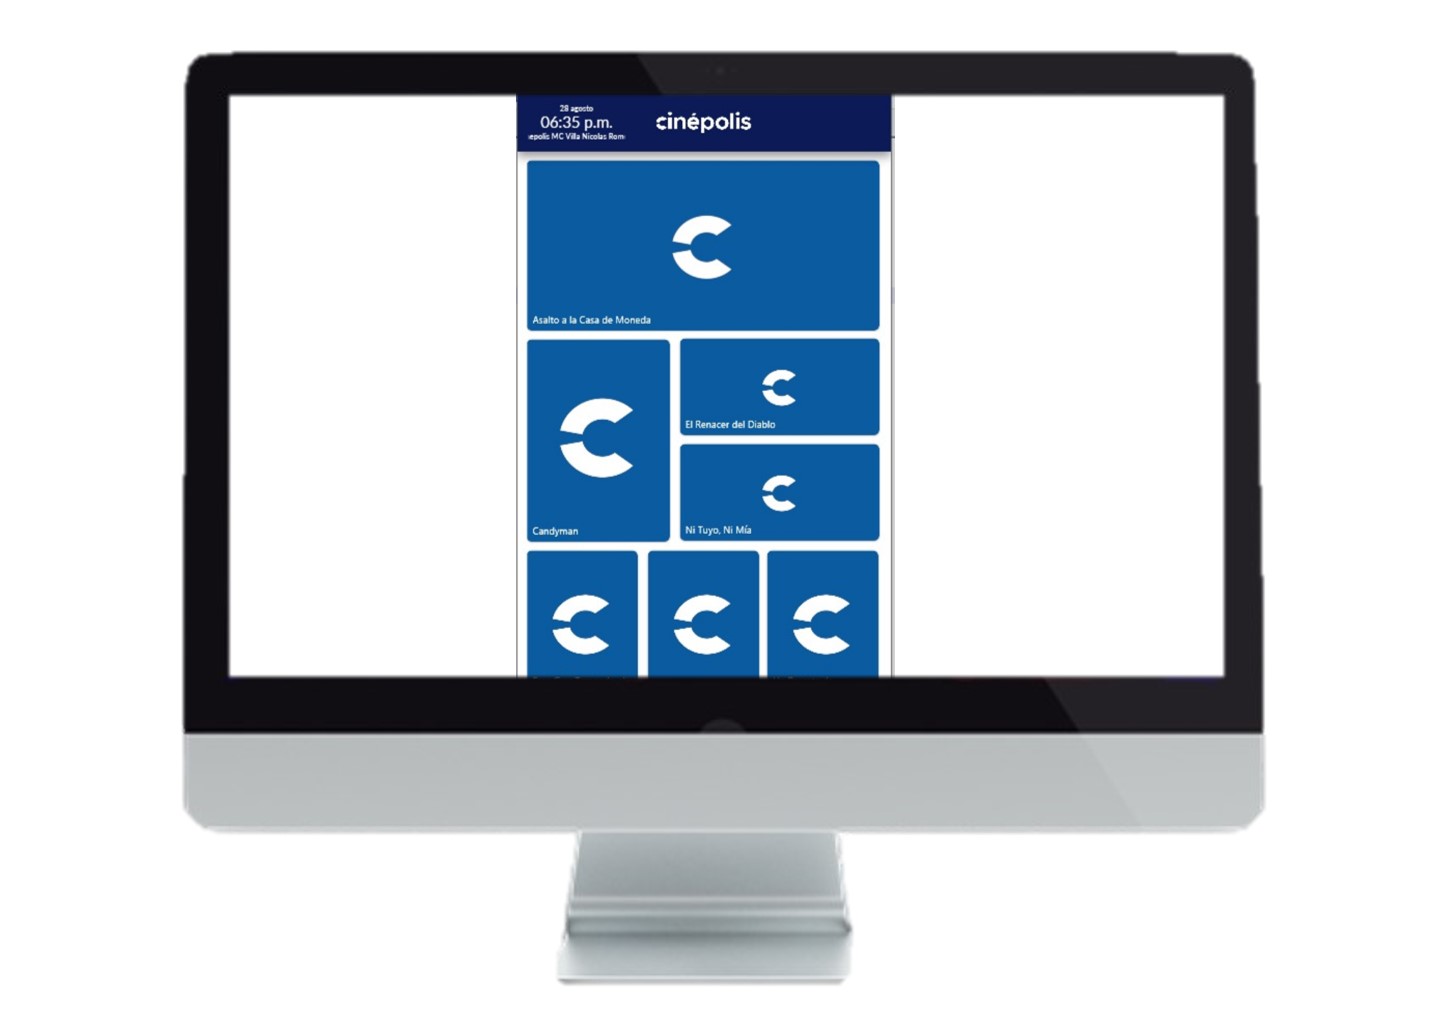 28 agosto
06:35 p.m.
epolis MC Villa Nicolas Rom
cinépolis
Asalto a la Casa de Moneda
El Renacer del Diablo
Candyman
Ni Tuyo, Ni Mía